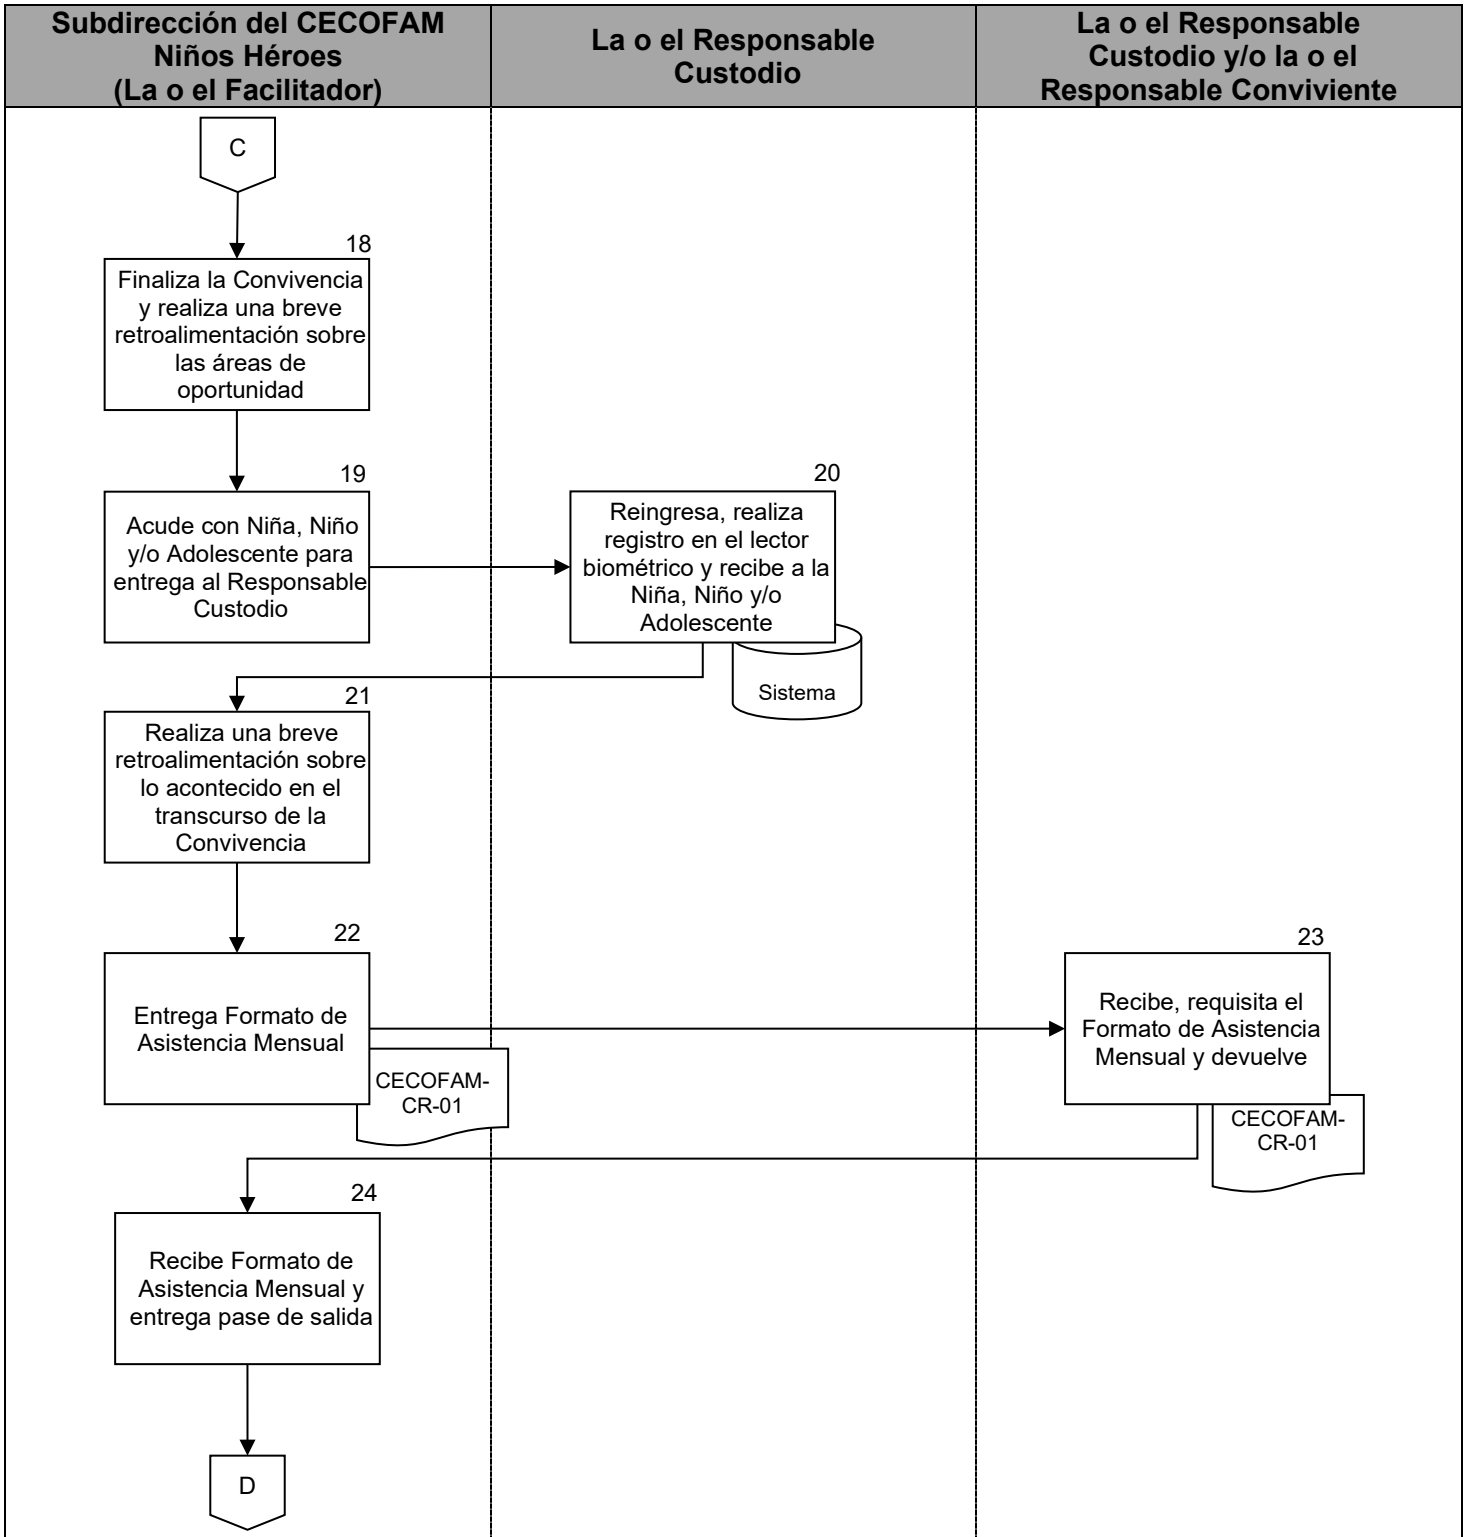 Subdirección del CECOFAM
Niños Héroes
(La o el Facilitador)
La o el Responsable
Custodio
La o el Responsable
Custodio y/o la o el
Responsable Conviviente
C
18
Finaliza la Convivencia
y realiza una breve
retroalimentación sobre
las áreas de
oportunidad
19
Acude con Niña, Niño
y/o Adolescente para
entrega al Responsable
Custodio
20
Reingresa, realiza
registro en el lector
biométrico y recibe a la
Niña, Niño y/o
Adolescente
Sistema
21
Realiza una breve
retroalimentación sobre
lo acontecido en el
transcurso de la
Convivencia
22
Entrega Formato de
Asistencia Mensual
CECOFAM-
CR-01
23
Recibe, requisita el
Formato de Asistencia
Mensual y devuelve
CECOFAM-
CR-01
24
Recibe Formato de
Asistencia Mensual y
entrega pase de salida
D